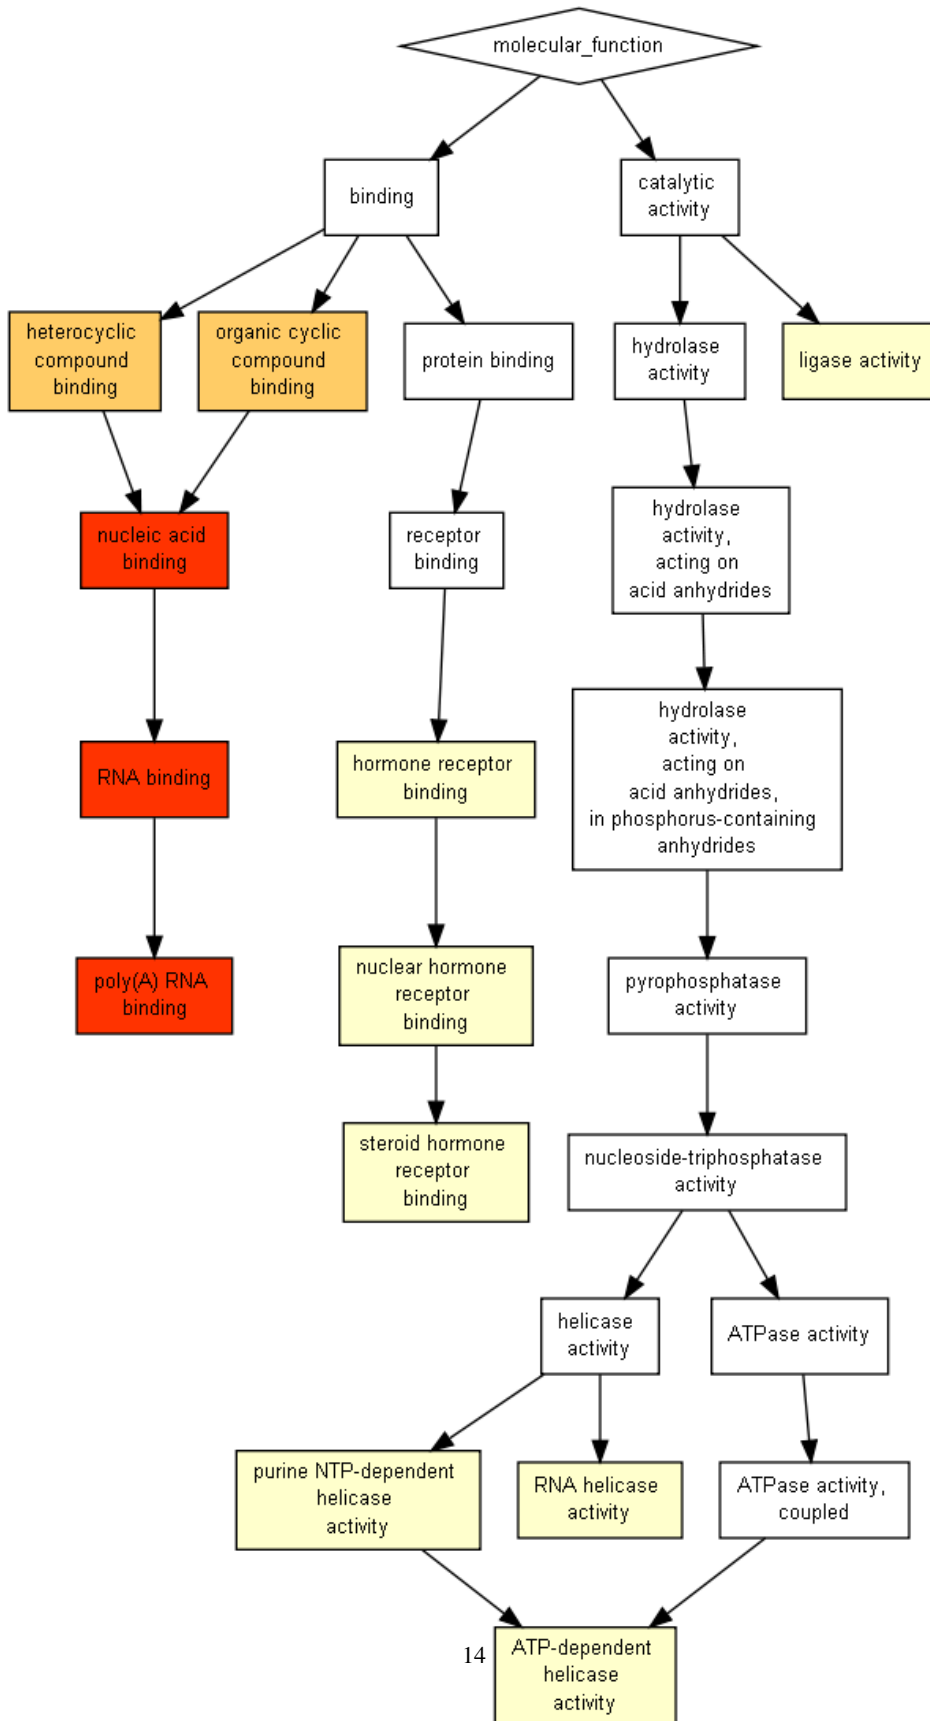 molecular_function
binding
catalytic
activity
heterocyclic
compound
binding
organic cyclic
compound
binding
protein binding
hydrolase
activity
ligase activity
nucleic acid
binding
receptor
binding
hydrolase
activity,
acting on
acid anhydrides
RNA binding
hormone receptor
binding
hydrolase
activity,
acting on
acid anhydrides,
in phosphorus-containing
anhydrides
poly(A) RNA
binding
nuclear hormone
receptor
binding
pyrophosphatase
activity
steroid hormone
receptor
binding
nucleoside-triphosphatase
activity
helicase
activity
ATPase activity
purine NTP-dependent
helicase
activity
RNA helicase
activity
ATPase activity,
coupled
14
ATP-dependent
helicase
activity